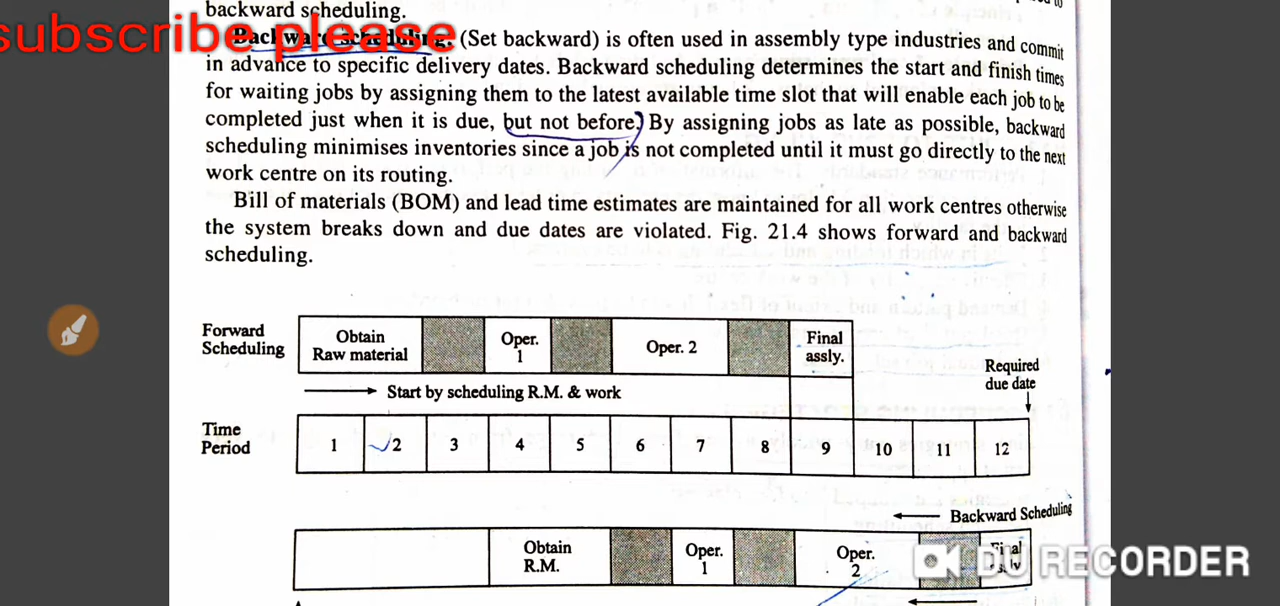 backward scheduling.
subscribe please
Backward scheduling. (Set backward) is often used in assembly type industries and commit
in advance to specific delivery dates. Backward scheduling determines the start and finish times
for waiting jobs by assigning them to the latest available time slot that will enable each job to be
completed just when it is due, but not before. By assigning jobs as late as possible, backward
scheduling minimises inventories since a job is not completed until it must go directly to the next
work centre on its routing.
Bill of materials (BOM) and lead time estimates are maintained for all work centres otherwise
the system breaks down and due dates are violated. Fig. 21.4 shows forward and backward
scheduling.
Forward
Scheduling
Obtain
Raw material
Oper.
1
Oper. 2
Final
assly.
Start by scheduling R.M. & work
Required
due date
Time
Period
1 2 3 4 5 6 7 8 9 10 11 12
Backward Scheduling
Obtain
R.M.
Oper.
1
Oper.
2
Final
DU RECORDER